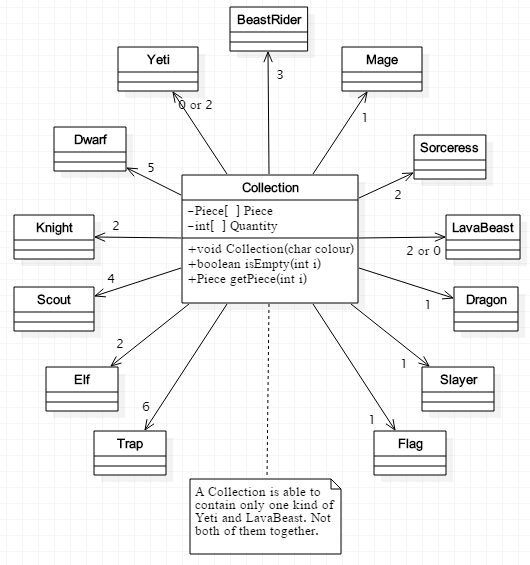 BeastRider
Yeti
Mage
0 or 2
3
1
Dwarf
5
Sorceress
2
Collection
-Piece[ ] Piece
-int[ ] Quantity
+void Collection(char colour)
+boolean isEmpty(int i)
+Piece getPiece(int i)
Knight
2
LavaBeast
2 or 0
Scout
4
Dragon
1
Elf
2
Slayer
1
Trap
6
Flag
1
A Collection is able to
contain only one kind of
Yeti and LavaBeast. Not
both of them together.